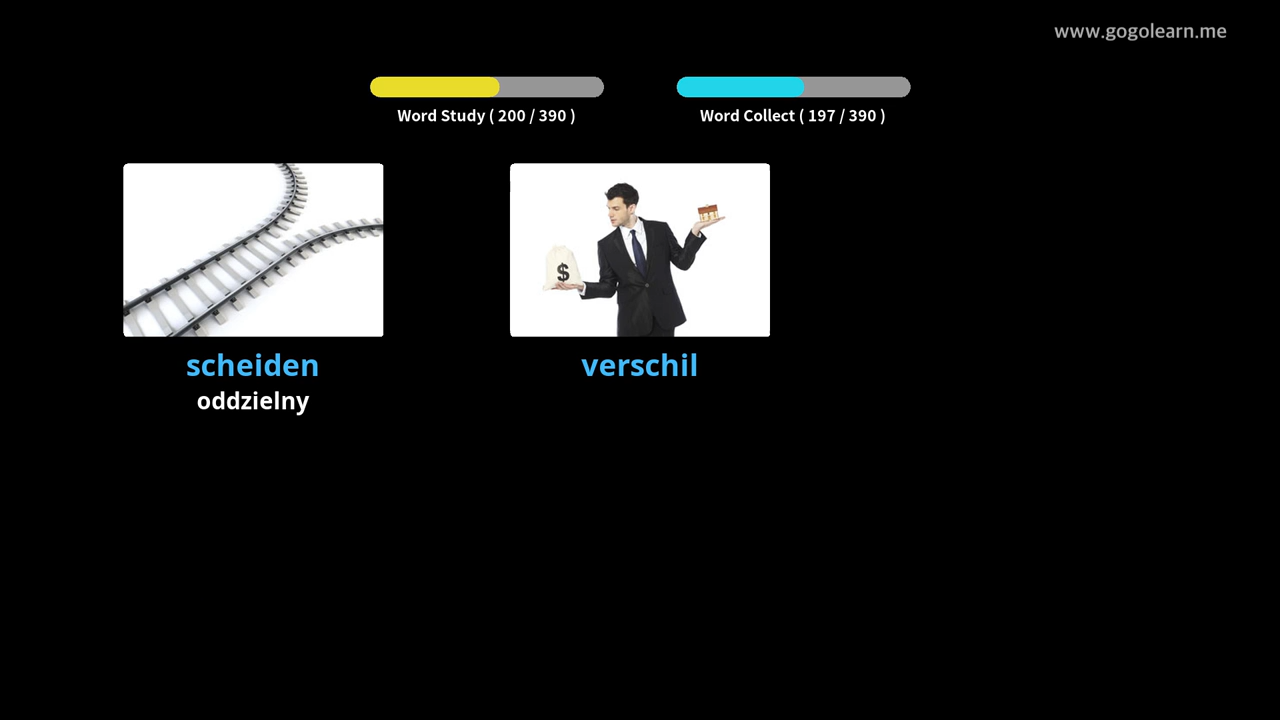 www.gogolearn.me
Word Study ( 200 / 390 )
Word Collect ( 197 / 390 )
$
scheiden
verschil
oddzielny